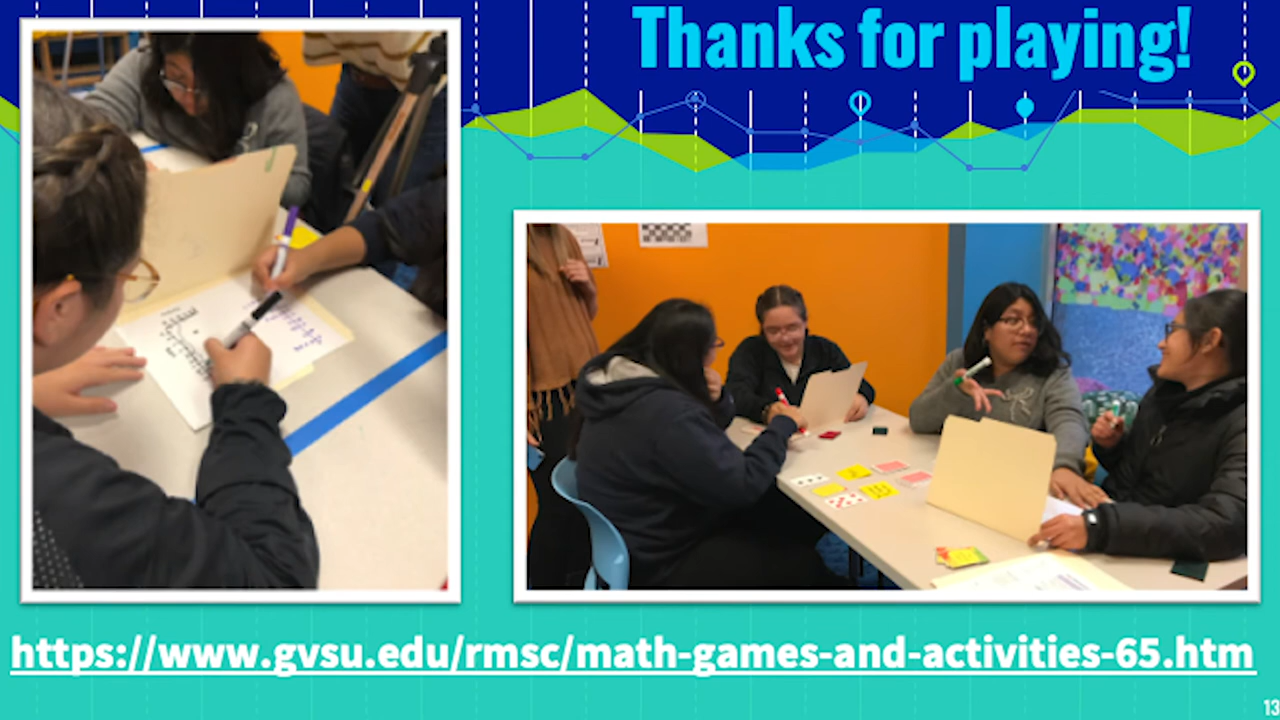 Thanks for playing!
https://www.gvsu.edu/rmsc/math-games-and-activities-65.htm
13